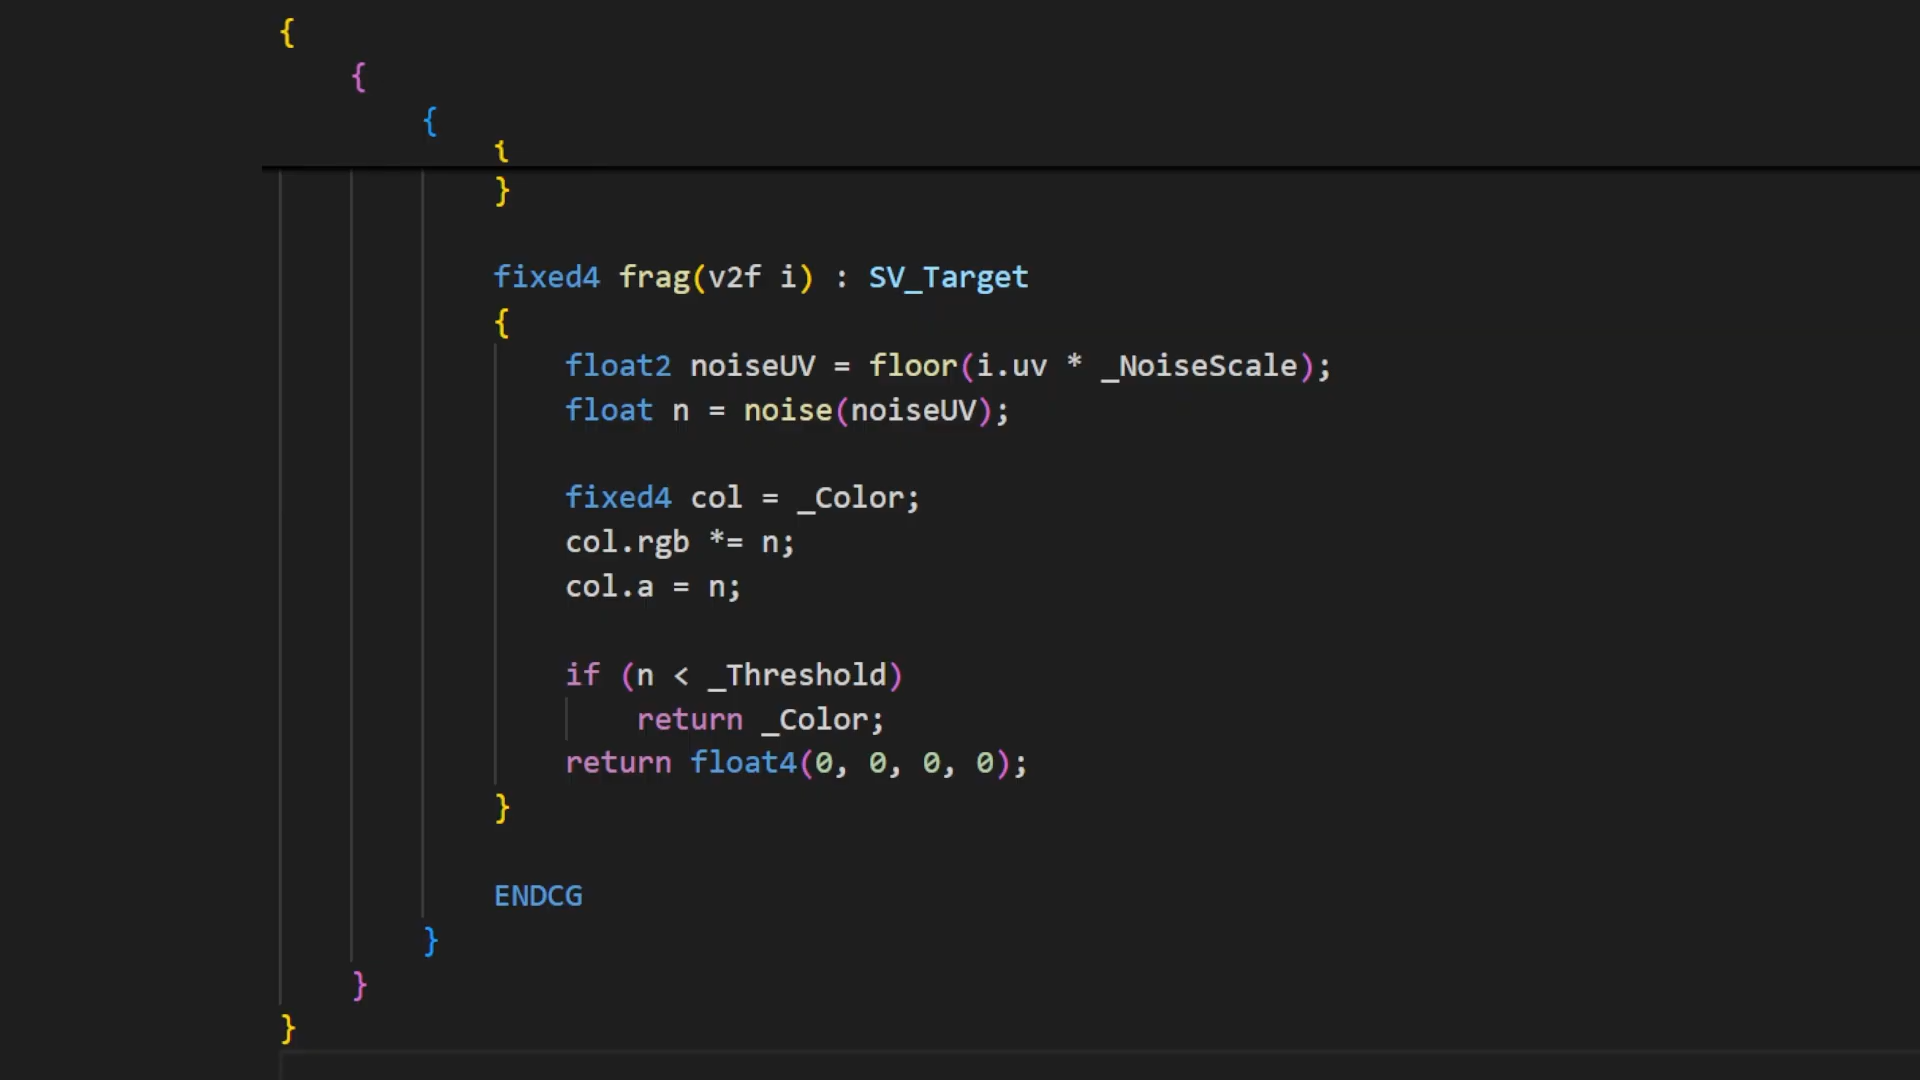 {
{
{
{
}
fixed4 frag(v2f i) : SV_Target
{
float2 noiseUV = floor(i.uv * _NoiseScale);
float n = noise(noiseUV);
fixed4 col = _Color;
col.rgb *= n;
col.a = n;
if (n < _Threshold)
return _Color;
return float4(0, 0, 0, 0);
}
ENDCG
}
}
}